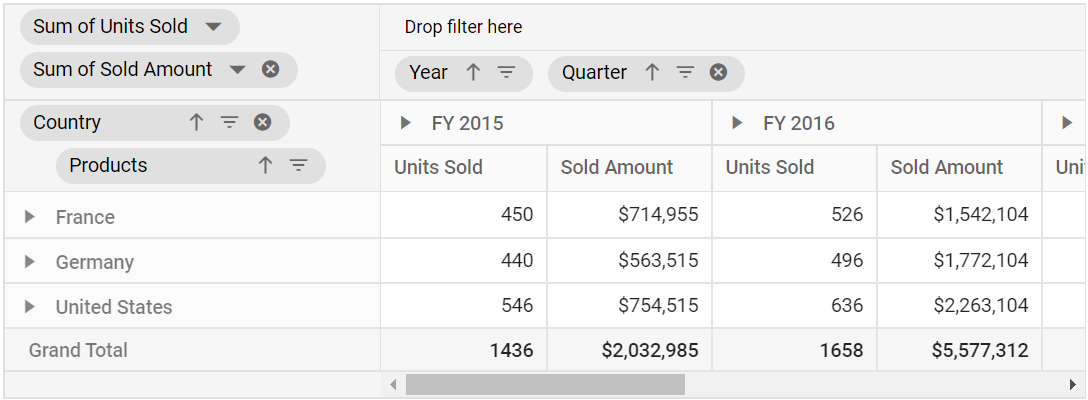 Sum of Units Sold
Drop filter here
Sum of Sold Amount
Year Quarter
Country
FY 2015 FY 2016
Products
Units Sold Sold Amount Units Sold Sold Amount Uni
France 450 $714,955 526 $1,542,104
Germany 440 $563,515 496 $1,772,104
United States 546 $754,515 636 $2,263,104
Grand Total 1436 $2,032,985 1658 $5,577,312